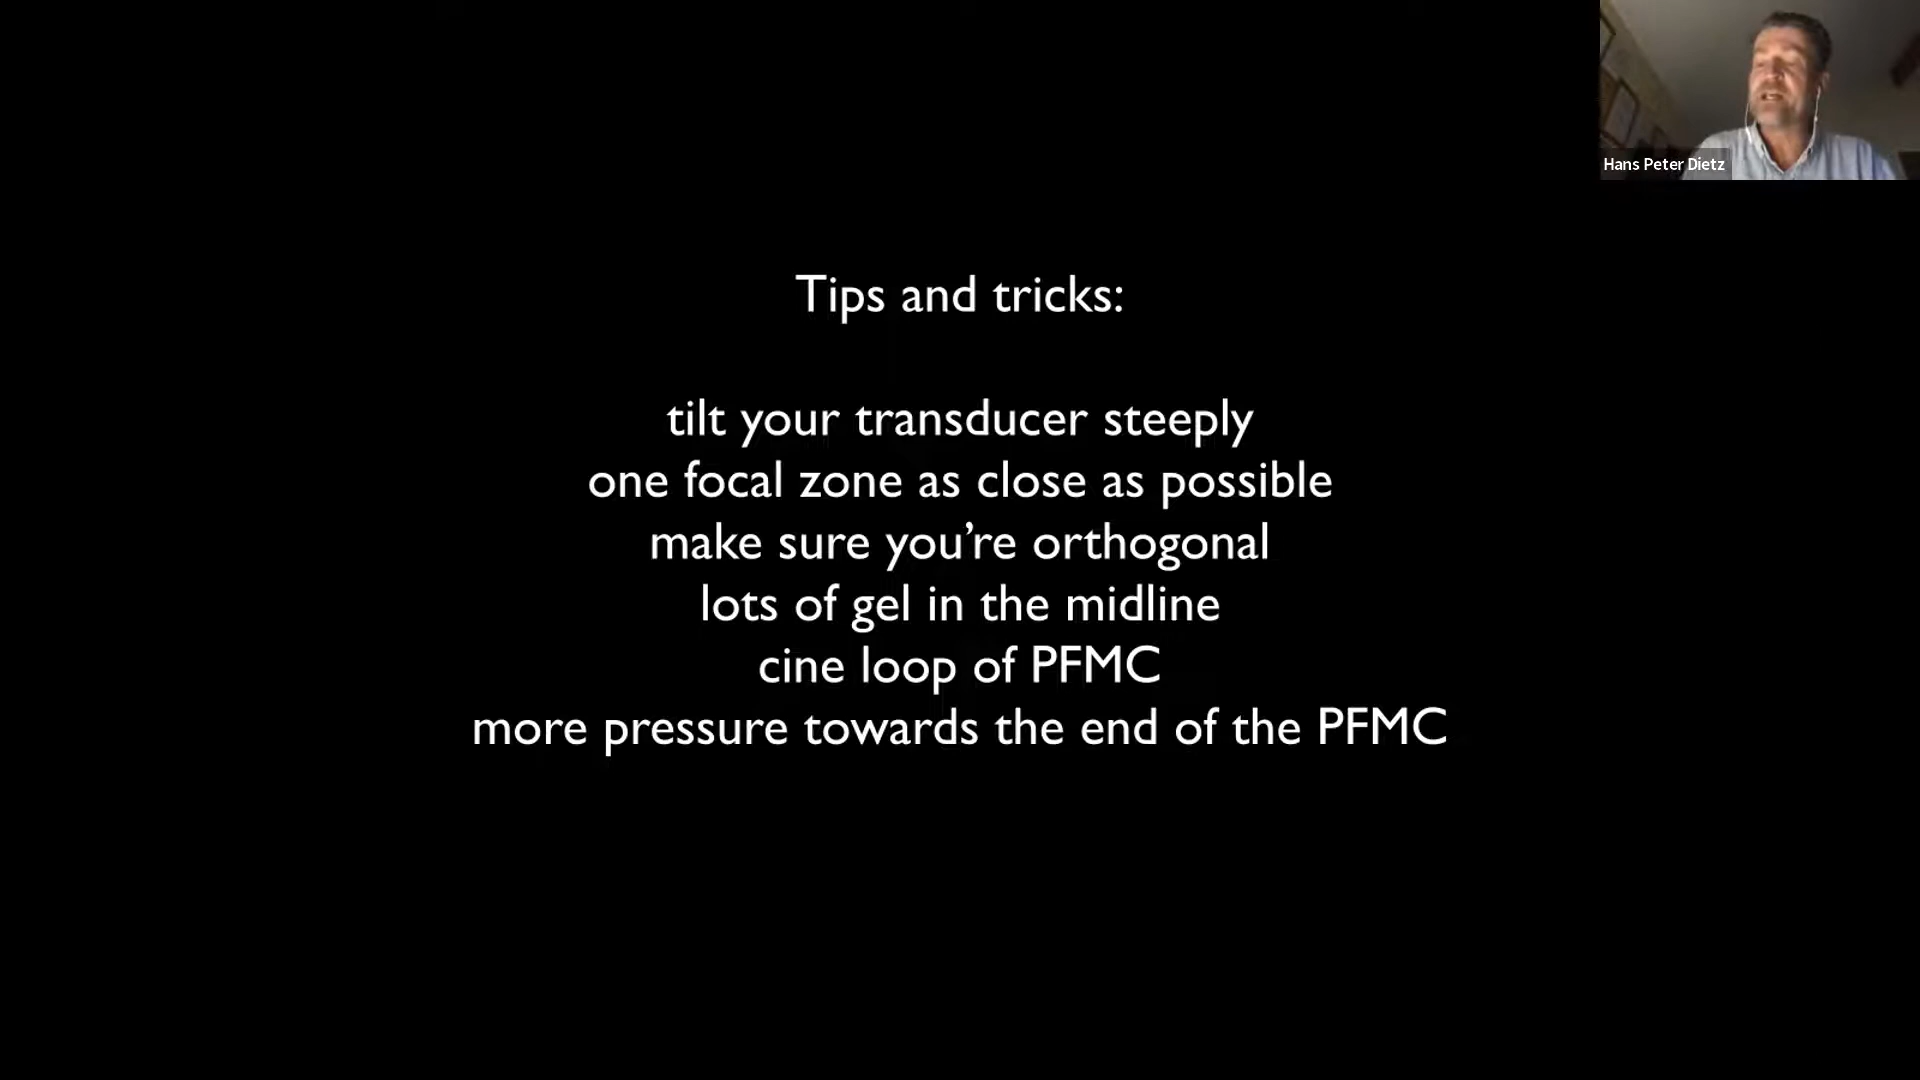 Hans Peter Dietz
Tips and tricks:
tilt your transducer steeply
one focal zone as close as possible
make sure you’re orthogonal
lots of gel in the midline
cine loop of PFMC
more pressure towards the end of the PFMC